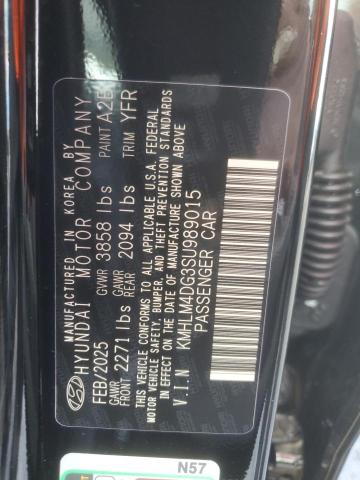 MANUFACTURED IN KOREA BY
HYUNDAI MOTOR COMPANY
FEB/2025 GVWR 3858 lbs PAINT A2B
GAWR FRONT 2271 lbs GAWR REAR 2094 lbs TRIM YFR
THIS VEHICLE CONFORMS TO ALL APPLICABLE U.S.A. FEDERAL
MOTOR VEHICLE SAFETY, BUMPER, AND THEFT PREVENTION STANDARDS
IN EFFECT ON THE DATE OF MANUFACTURE SHOWN ABOVE
V.I.N KMHLM4DG3SU989015
PASSENGER CAR
N57